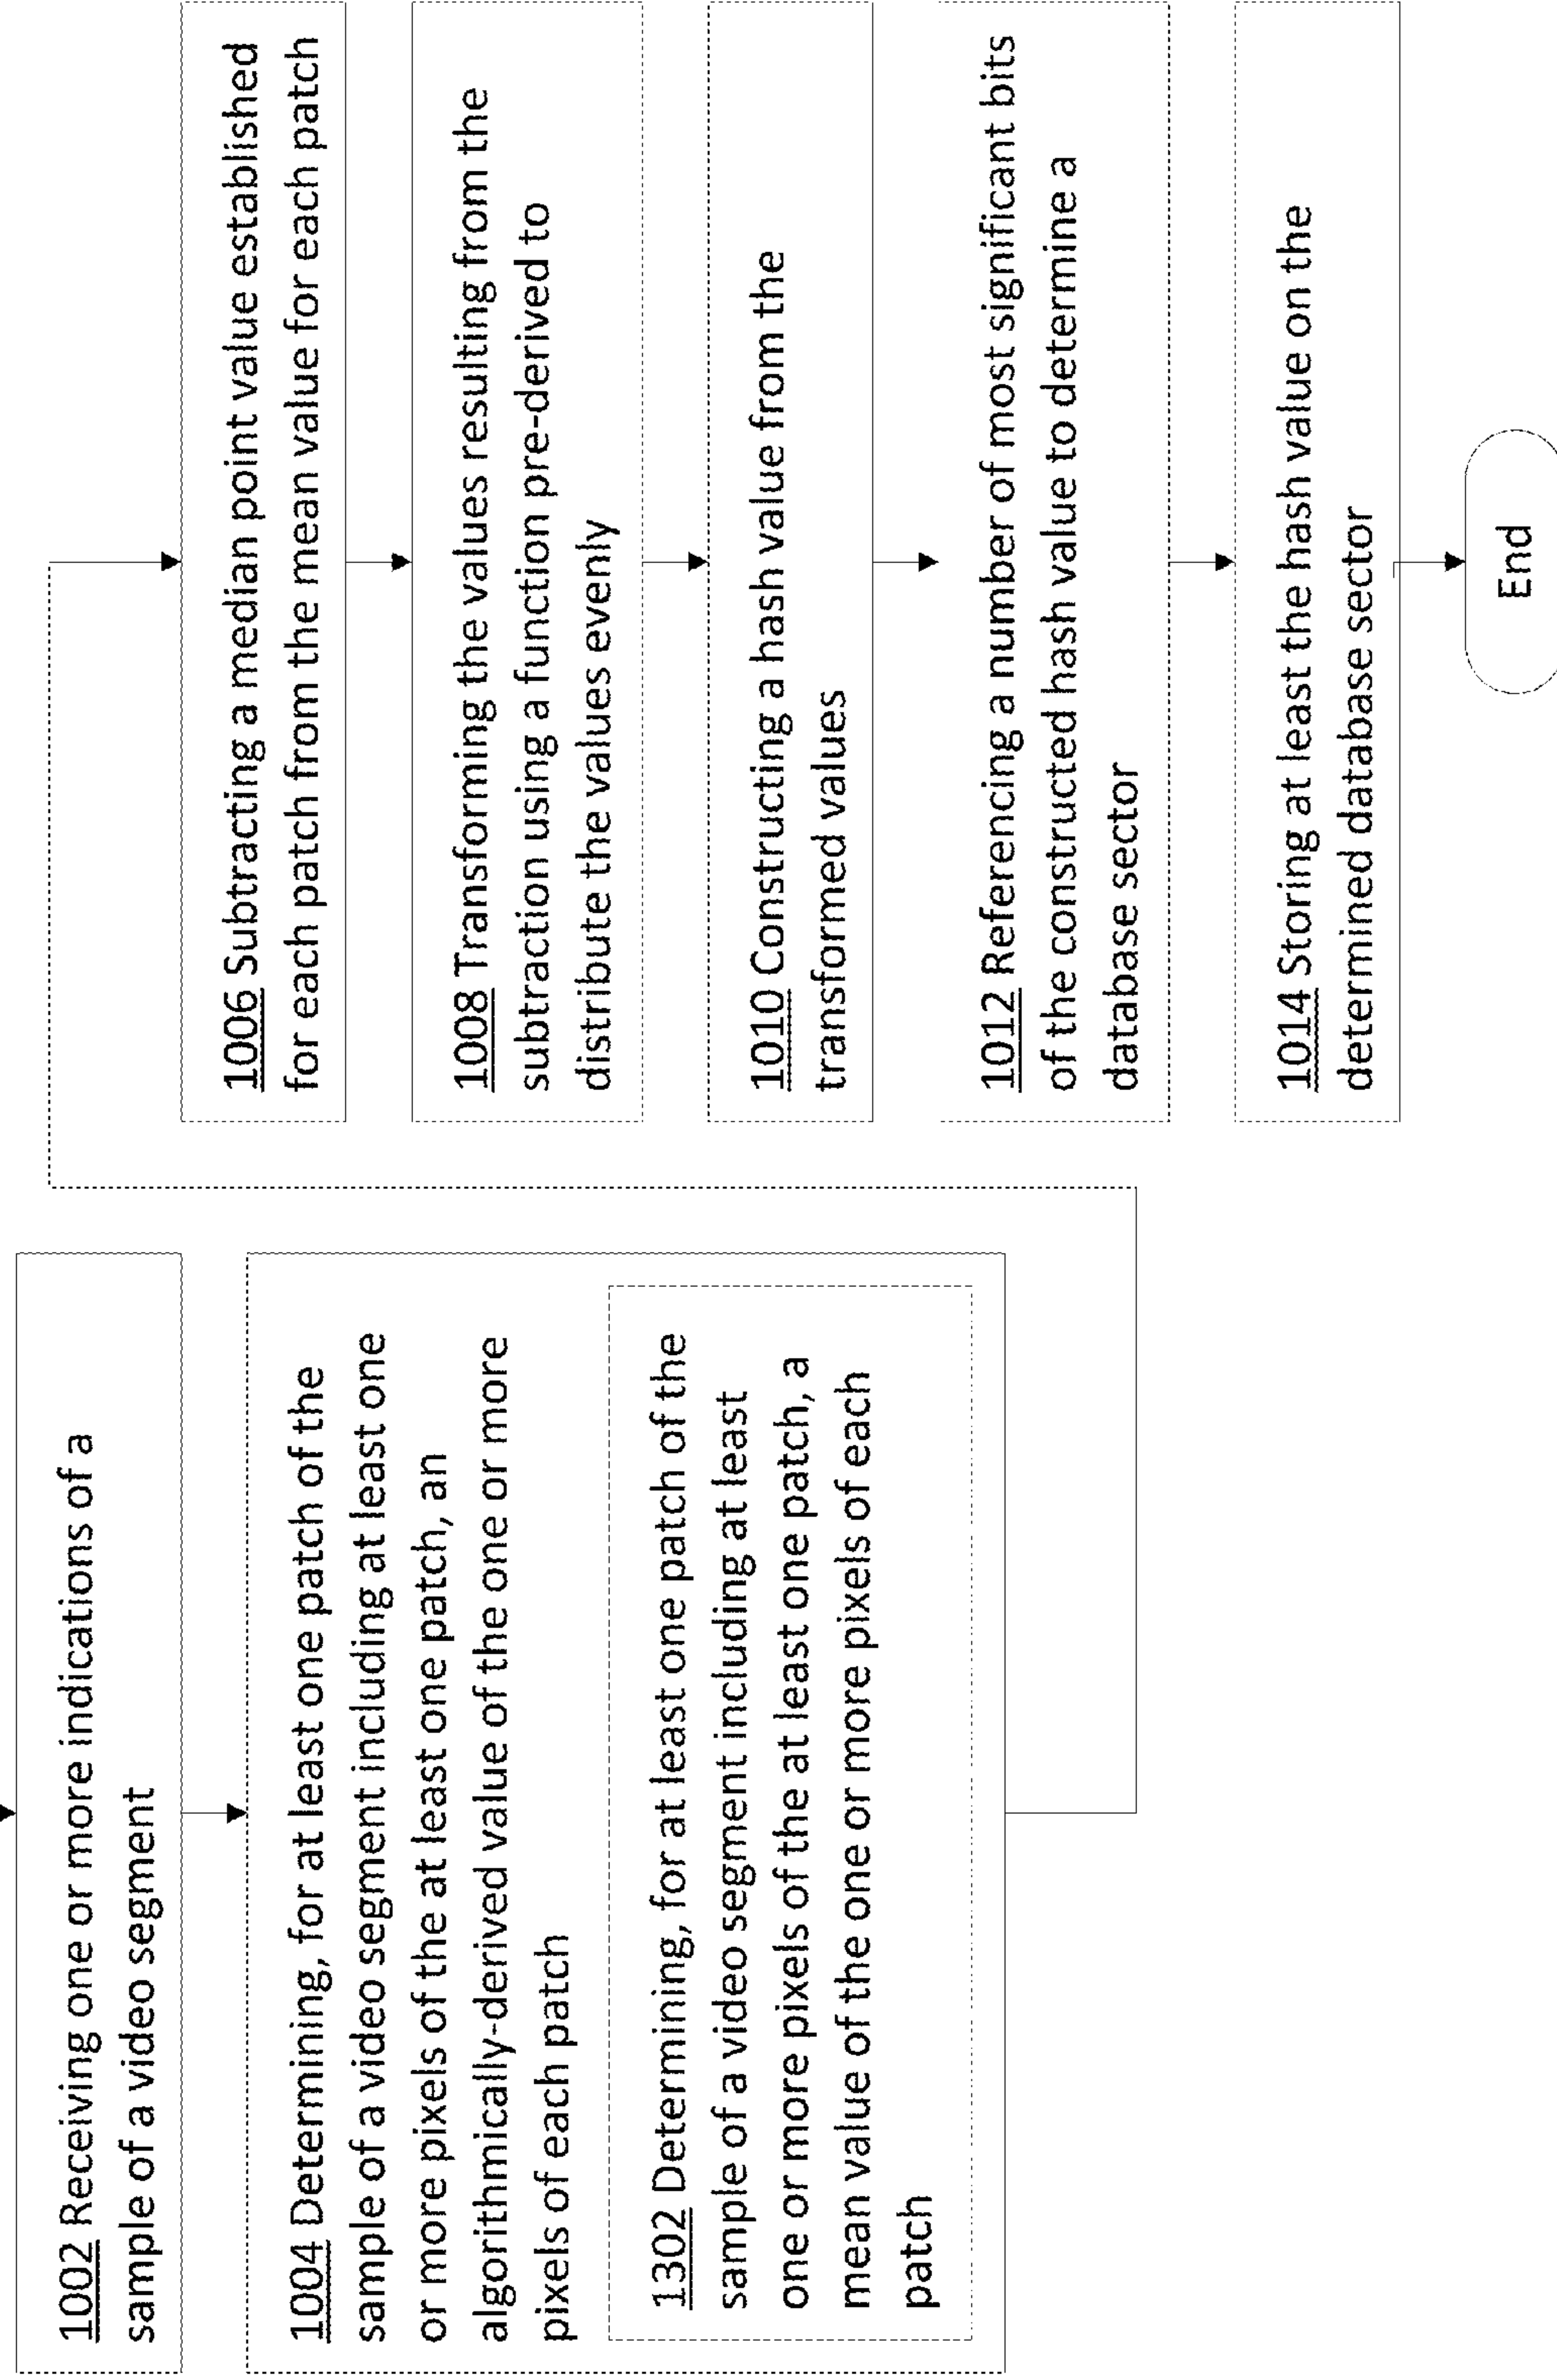 1002 Receiving one or more indications of a
sample of a video segment
1004 Determining, for at least one patch of the
sample of a video segment including at least one
or more pixels of the at least one patch, an
algorithmically-derived value of the one or more
pixels of each patch
1302 Determining, for at least one patch of the
sample of a video segment including at least
one or more pixels of the at least one patch, a
mean value of the one or more pixels of each
patch
1006 Subtracting a median point value established
for each patch from the mean value for each patch
1008 Transforming the values resulting from the
subtraction using a function pre-derived to
distribute the values evenly
1010 Constructing a hash value from the
transformed values
1012 Referencing a number of most significant bits
of the constructed hash value to determine a
database sector
1014 Storing at least the hash value on the
determined database sector
End